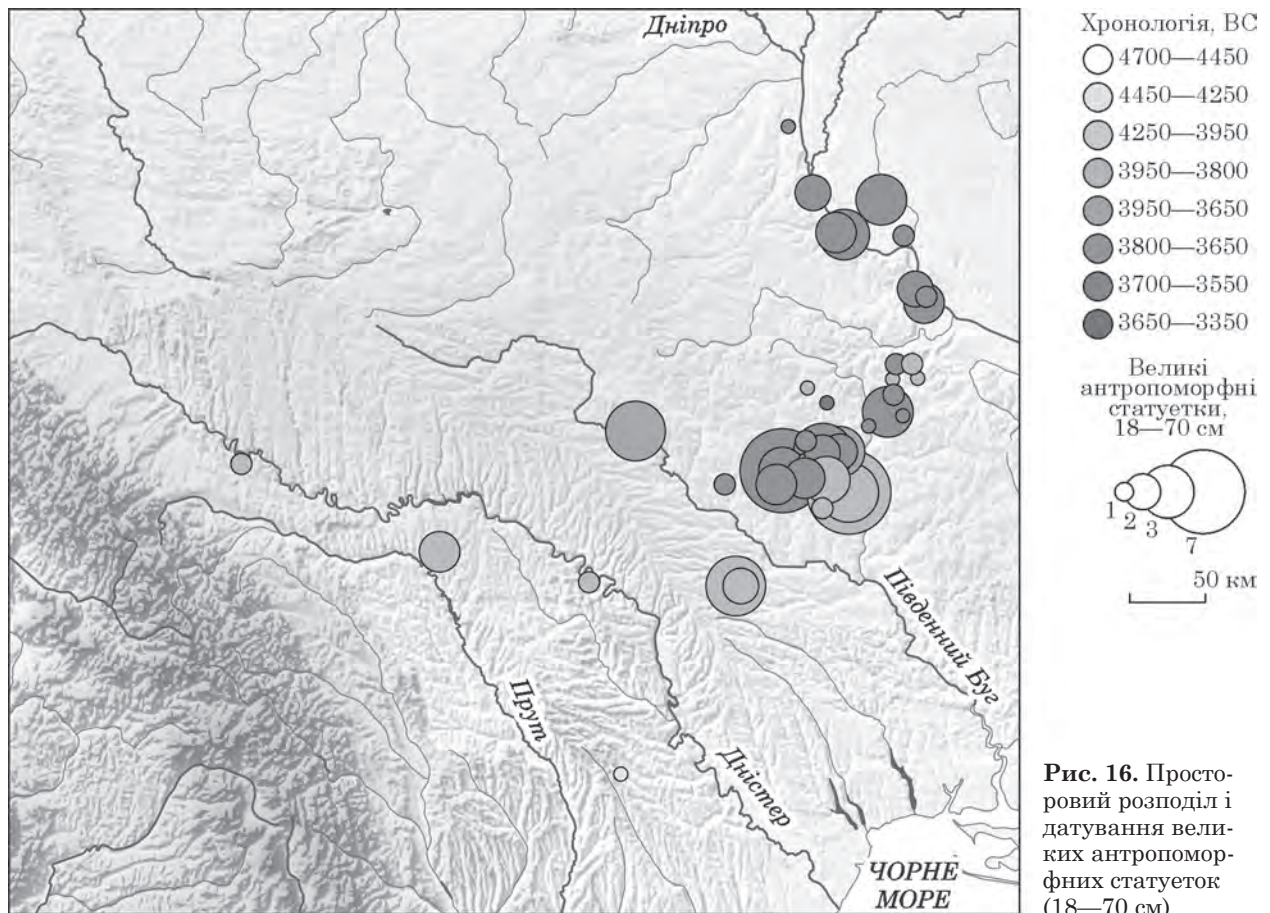 Дніпро
Південний Буг
Прут
Дністер
ЧОРНЕ
МОРЕ
Хронологія, BC
4700—4450
4450—4250
4250—3950
3950—3800
3950—3650
3800—3650
3700—3550
3650—3350
Великі
антропоморфні
статуетки,
18—70 см
1
2
3
7
50 км
Рис. 16. Просто-
ровий розподіл і
датування вели-
ких антропомор-
фних статуеток
(18—70 см)